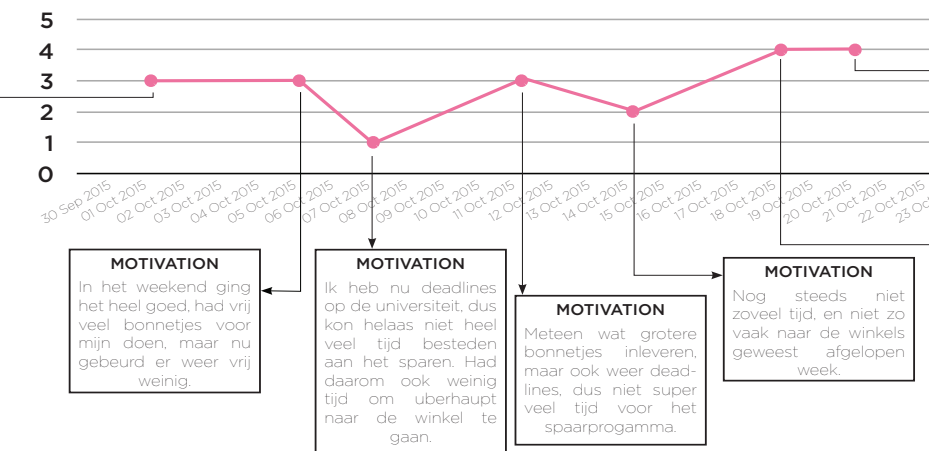 5
4
3
2
1
0
30 Sep 2015
01 Oct 2015
02 Oct 2015
03 Oct 2015
04 Oct 2015
05 Oct 2015
06 Oct 2015
07 Oct 2015
08 Oct 2015
09 Oct 2015
10 Oct 2015
11 Oct 2015
12 Oct 2015
13 Oct 2015
14 Oct 2015
15 Oct 2015
16 Oct 2015
17 Oct 2015
18 Oct 2015
19 Oct 2015
20 Oct 2015
21 Oct 2015
22 Oct 2015
23 Oct
MOTIVATION
In het weekend ging
het heel goed, had vrij
veel bonnetjes voor
mijn doen, maar nu
gebeurd er weer vrij
weinig.
MOTIVATION
Ik heb nu deadlines
op de universiteit, dus
kon helaas niet heel
veel tijd besteden
aan het sparen. Had
daarom ook weinig
tijd om uberhaupt
naar de winkel te
gaan.
MOTIVATION
Meteen wat grotere
bonnetjes inleveren,
maar ook weer dead-
lines, dus niet super
veel tijd voor het
spaarprogamma.
MOTIVATION
Nog steeds niet
zoveel tijd, en niet zo
vaak naar de winkels
geweest afgelopen
week.